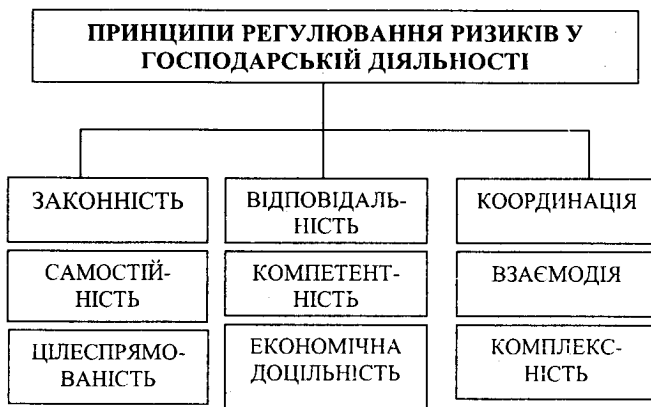 ПРИНЦИПИ РЕГУЛЮВАННЯ РИЗИКІВ У
ГОСПОДАРСЬКІЙ ДІЯЛЬНОСТІ
ЗАКОННІСТЬ
ВІДПОВІДАЛЬ-
НІСТЬ
КООРДИНАЦІЯ
САМОСТІЙ-
НІСТЬ
КОМПЕТЕНТ-
НІСТЬ
ВЗАЄМОДІЯ
ЦІЛЕСПРЯМО-
ВАНІСТЬ
ЕКОНОМІЧНА
ДОЦІЛЬНІСТЬ
КОМПЛЕКС-
НІСТЬ